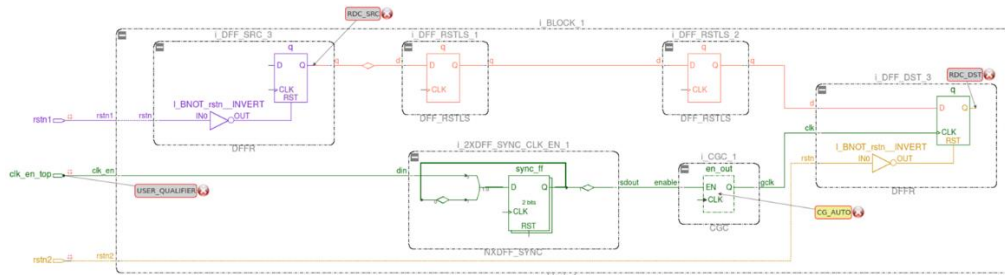 RDC_SRC
i_BLOCK_1
i_DFF_SRC_3
i_DFF_RSTLS_1
i_DFF_RSTLS_2
q
q
q
D Q
q
d
D Q
q
d
D Q
q
i_DFF_DST_3
RDC_DST
CLK
RST
CLK
CLK
q
I_BNOT_rstn__INVERT
DFF_RSTLS
DFF_RSTLS
d
D Q
rstn1
rstn1
rstn
IN0
OUT
DFFR
i_2XDFF_SYNC_CLK_EN_1
i_CGC_1
clk
CLK
RST
clk_en_top
clk_en
din
sync_ff
en_out
I_BNOT_rstn__INVERT
USER_QUALIFIER
D Q
2 bits
CLK
RST
sdout
enable
EN Q
CLK
gclk
IN0
OUT
DFFR
CG_AUTO
CGC
NXDFF_SYNC
rstn2
rstn2